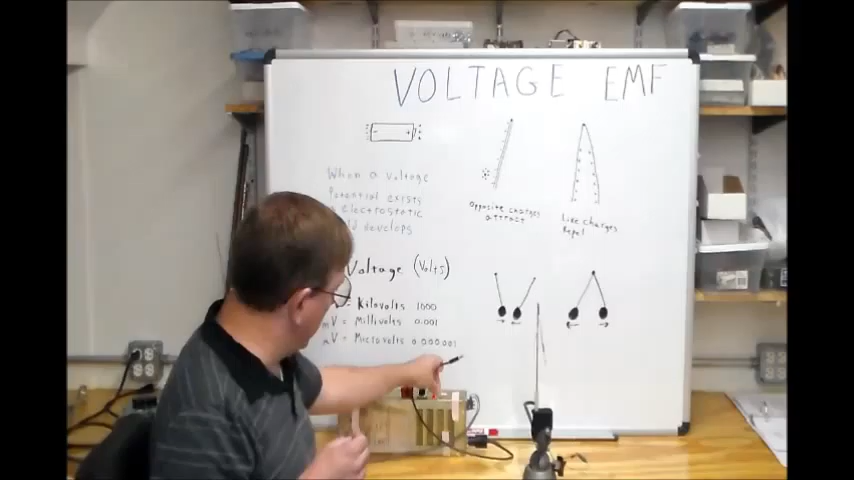 VOLTAGE EMF
- +
When a voltage
Potential exists
electrostatic
develops
Opposite charges
attract
Like charges
Repel
Voltage (Volts)
= Kilovolts 1000
mV = Millivolts 0.001
µV = Microvolts 0.000001